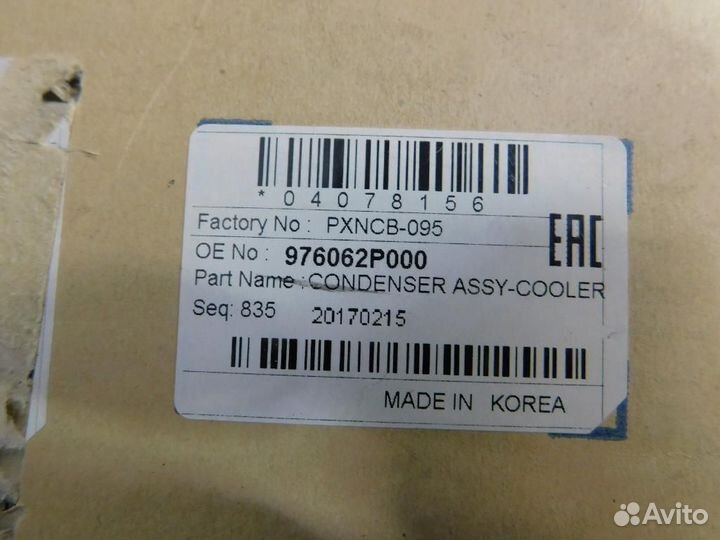 *04078156
Factory No : PXNCB-095
EAC
OE No : 976062P000
Part Name : CONDENSER ASSY-COOLER
Seq: 835 20170215
MADE IN KOREA
Avito